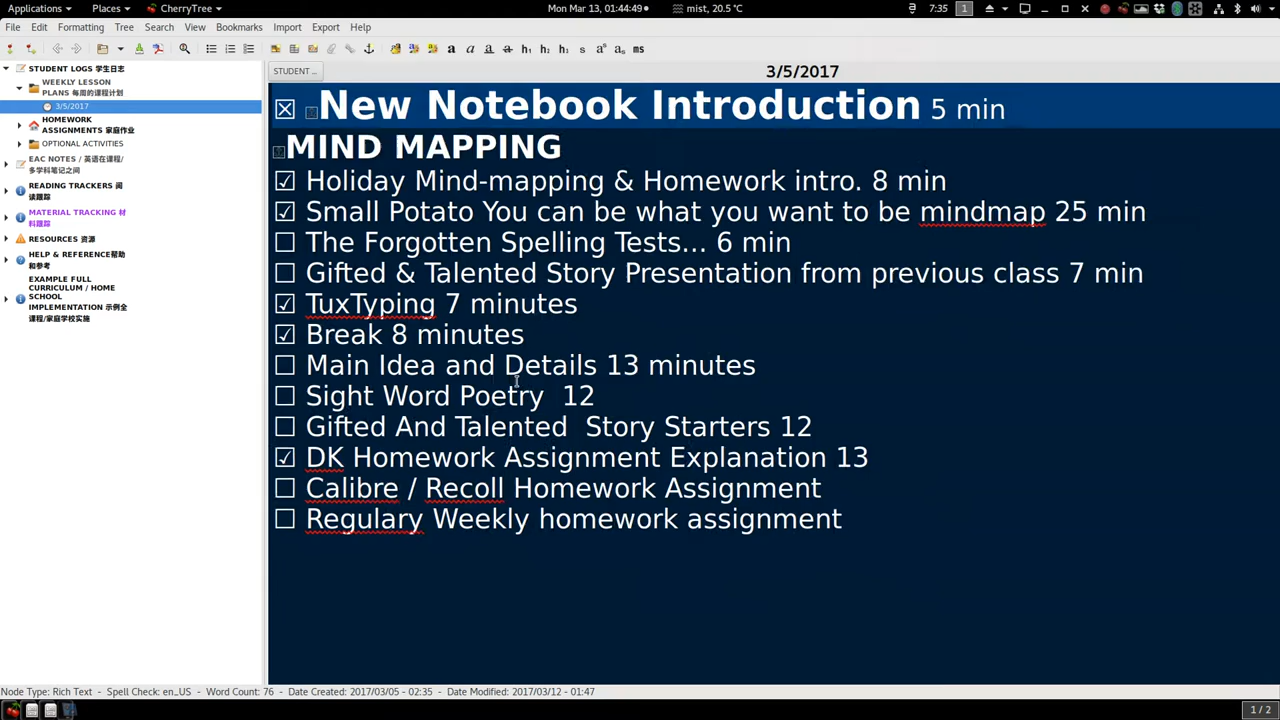 Applications Places CherryTree Mon Mar 13, 01:44:49 mist, 20.5 °C 7:35 1
File Edit Formatting Tree Search View Bookmarks Import Export Help
a a a a h1 h2 h3 s aˢ aₛ ms
STUDENT LOGS 学生日志
WEEKLY LESSON
PLANS 每周的课程计划
3/5/2017
HOMEWORK
ASSIGNMENTS 家庭作业
OPTIONAL ACTIVITIES
EAC NOTES / 英语在课程/
多学科笔记之间
READING TRACKERS 阅
读跟踪
MATERIAL TRACKING 材
料跟踪
RESOURCES 资源
HELP & REFERENCE帮助
和参考
EXAMPLE FULL
CURRICULUM / HOME
SCHOOL
IMPLEMENTATION 示例全
课程/家庭学校实施
STUDENT ...
3/5/2017
☒ New Notebook Introduction 5 min
MIND MAPPING
☑ Holiday Mind-mapping & Homework intro. 8 min
☑ Small Potato You can be what you want to be mindmap 25 min
☐ The Forgotten Spelling Tests... 6 min
☐ Gifted & Talented Story Presentation from previous class 7 min
☑ TuxTyping 7 minutes
☑ Break 8 minutes
☐ Main Idea and Details 13 minutes
☐ Sight Word Poetry 12
☐ Gifted And Talented Story Starters 12
☑ DK Homework Assignment Explanation 13
☐ Calibre / Recoll Homework Assignment
☐ Regulary Weekly homework assignment
Node Type: Rich Text - Spell Check: en_US - Word Count: 76 - Date Created: 2017/03/05 - 02:35 - Date Modified: 2017/03/12 - 01:47
1 / 2